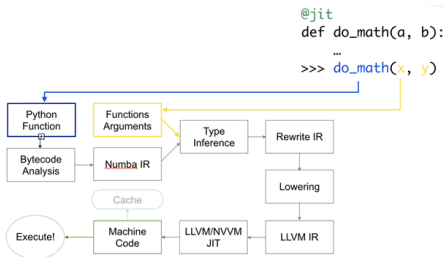 @jit
def do_math(a, b):
…
>>> do_math(x, y)
Python
Function
Functions
Arguments
Type
Inference
Rewrite IR
Bytecode
Analysis
Numba IR
Lowering
Cache
Execute!
Machine
Code
LLVM/NVVM
JIT
LLVM IR